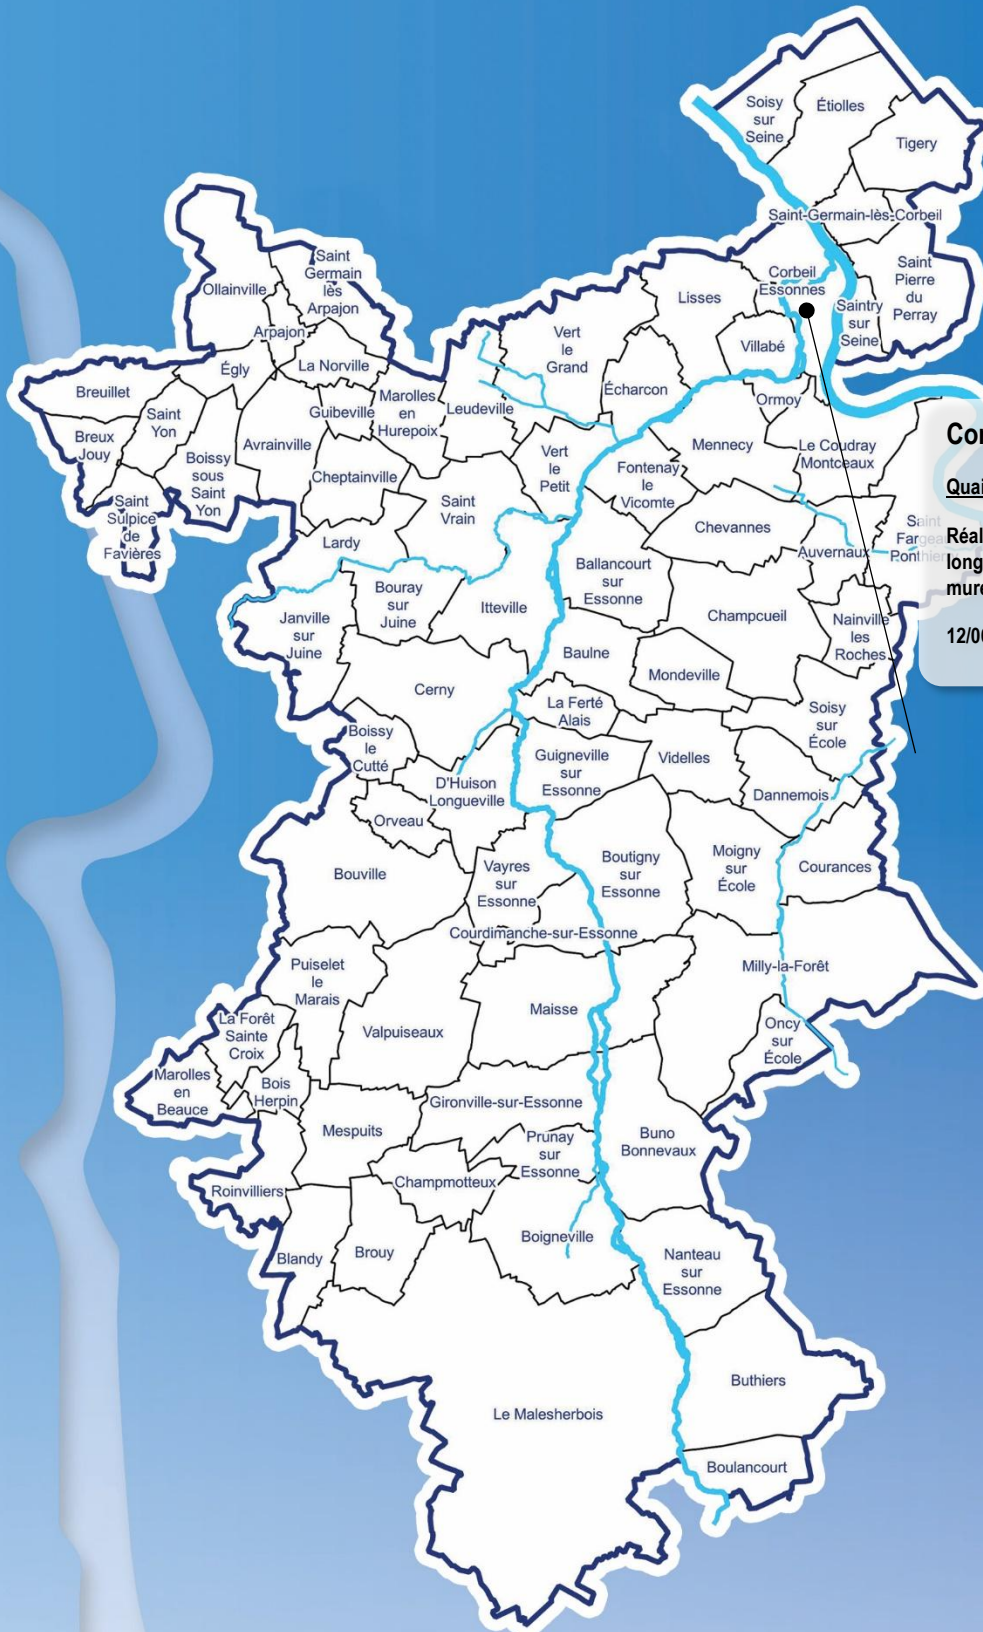 Soisy
sur
Seine
Étiolles
Tigery
Saint-Germain-lès-Corbeil
Saint
Pierre
du
Perray
Corbeil
Essonnes
Saintry
sur
Seine
Lisses
Villabé
Ormoy
Vert
le
Grand
Écharcon
Ollainville
Saint
Germain
lès
Arpajon
Arpajon
La Norville
Égly
Breuillet
Saint
Yon
Breux
Jouy
Boissy
sous
Saint
Yon
Avrainville
Guibeville
Marolles
en
Hurepoix
Leudeville
Cheptainville
Saint
Sulpice
de
Favières
Saint
Vrain
Vert
le
Petit
Fontenay
le
Vicomte
Mennecy
Le Coudray
Montceaux
Chevannes
Auvernaux
Saint
Fargeau
Ponthierry
Lardy
Bouray
sur
Juine
Itteville
Ballancourt
sur
Essonne
Champcueil
Nainville
les
Roches
Janville
sur
Juine
Cerny
Baulne
Mondeville
La Ferté
Alais
Soisy
sur
École
Boissy
le
Cutté
D'Huison
Longueville
Guigneville
sur
Essonne
Videlles
Dannemois
Orveau
Bouville
Vayres
sur
Essonne
Boutigny
sur
Essonne
Moigny
sur
École
Courances
Courdimanche-sur-Essonne
Puiselet
le
Marais
Valpuiseaux
Maisse
Milly-la-Forêt
Oncy
sur
École
La Forêt
Sainte
Croix
Marolles
en
Beauce
Bois
Herpin
Mespuits
Gironville-sur-Essonne
Prunay
sur
Essonne
Buno
Bonnevaux
Champmotteux
Roinvilliers
Blandy
Brouy
Boigneville
Nanteau
sur
Essonne
Buthiers
Le Malesherbois
Boulancourt
Quai
long